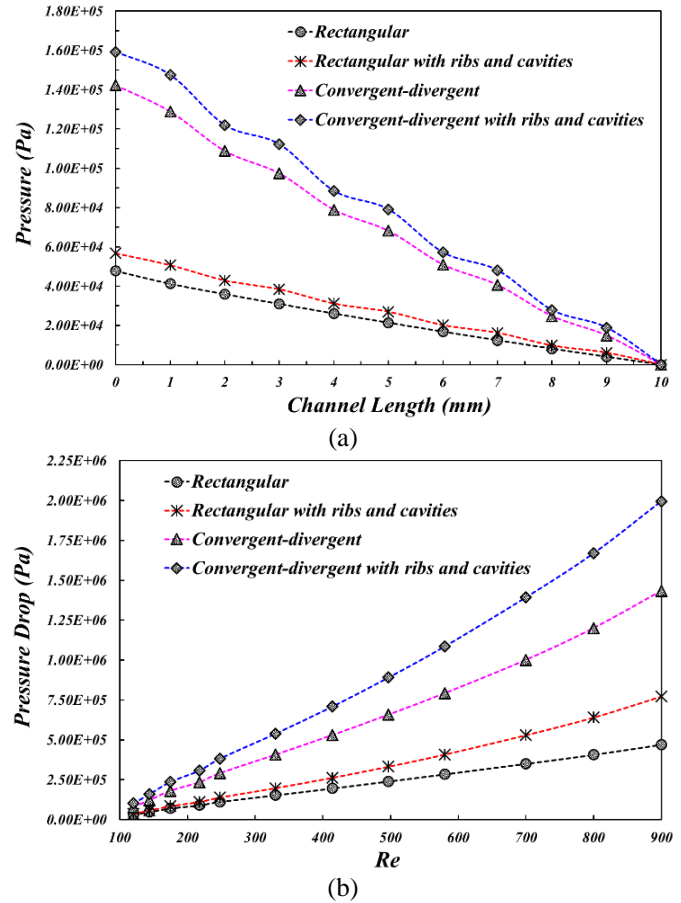 1.80E+05
1.60E+05
1.40E+05
1.20E+05
1.00E+05
8.00E+04
6.00E+04
4.00E+04
2.00E+04
0.00E+00
Pressure (Pa)
Rectangular
Rectangular with ribs and cavities
Convergent-divergent
Convergent-divergent with ribs and cavities
0 1 2 3 4 5 6 7 8 9 10
Channel Length (mm)
(a)
2.25E+06
2.00E+06
1.75E+06
1.50E+06
1.25E+06
1.00E+06
7.50E+05
5.00E+05
2.50E+05
0.00E+00
Pressure Drop (Pa)
Rectangular
Rectangular with ribs and cavities
Convergent-divergent
Convergent-divergent with ribs and cavities
100 200 300 400 500 600 700 800 900
Re
(b)